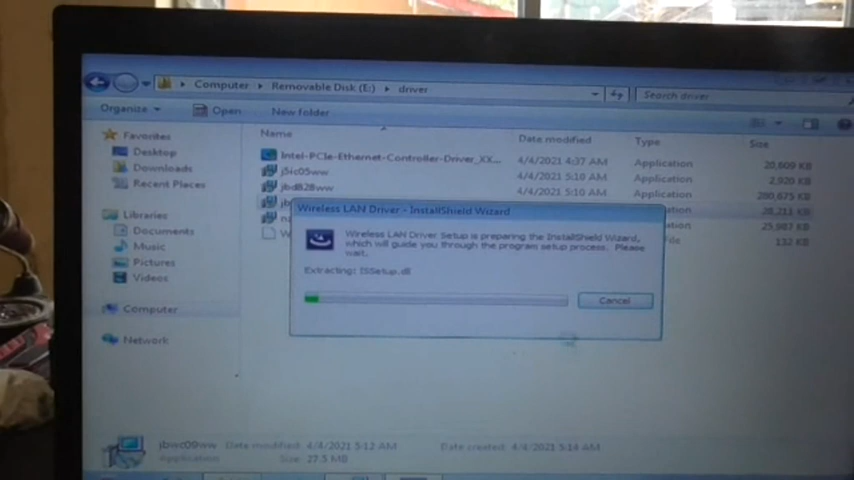 Computer Removable Disk (E:) driver Search driver
Organize Open New folder
Name Date modified Type Size
Favorites
Desktop
Downloads
Recent Places
Libraries
Documents
Music
Pictures
Videos
Computer
Network
Intel-PCIe-Ethernet-Controller-Driver_XX... 4/4/2021 4:37 AM Application 20,609 KB
j5ic05ww 4/4/2021 5:10 AM Application 2,920 KB
jbd828ww 4/4/2021 5:10 AM Application 200,675 KB
28,211 KB
25,987 KB
132 KB
Wireless LAN Driver - InstallShield Wizard
Wireless LAN Driver Setup is preparing the InstallShield Wizard,
which will guide you through the program setup process. Please
wait.
Extracting: ISSetup.dll
Cancel
jbwc09ww Date modified: 4/4/2021 5:12 AM Date created: 4/4/2021 5:14 AM
Application Size: 27.5 MB